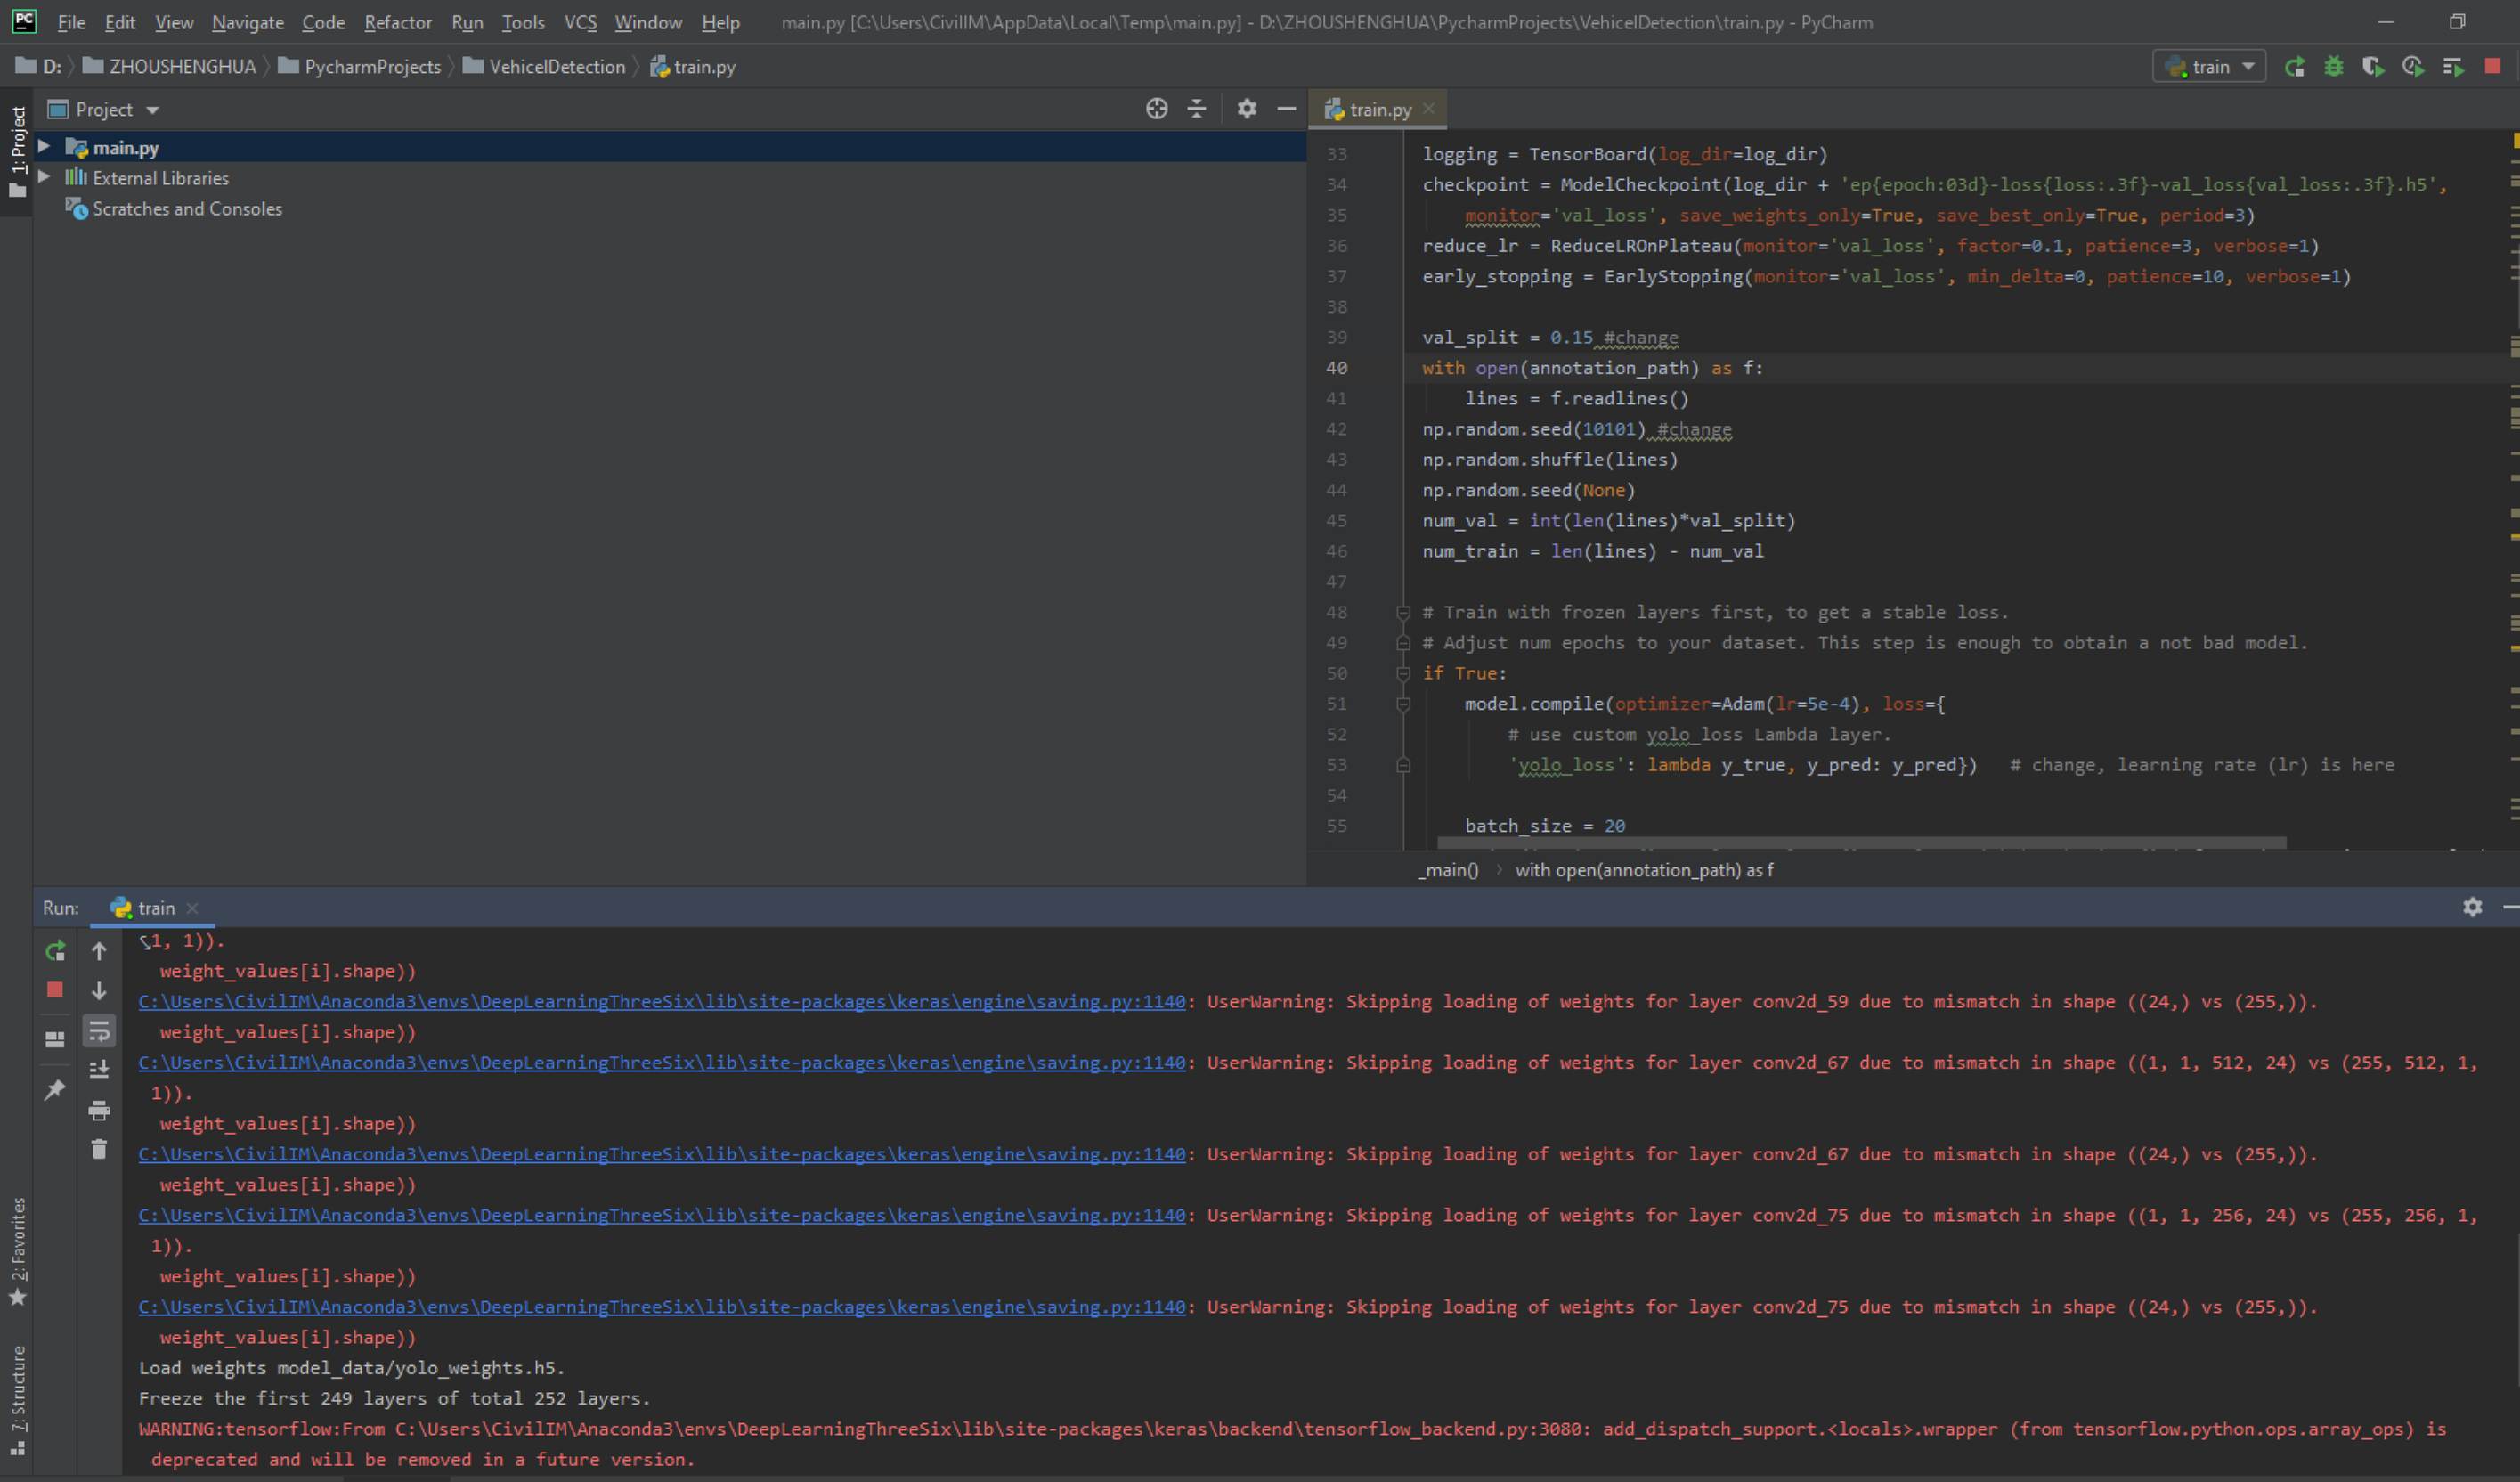 PC File Edit View Navigate Code Refactor Run Tools VCS Window Help main.py [C:\Users\CivilIM\AppData\Local\Temp\main.py] - D:\ZHOUSHENGHUA\PycharmProjects\VehicelDetection\train.py - PyCharm
D: ZHOUSHENGHUA PycharmProjects VehicelDetection train.py train
1: Project
Project
main.py
External Libraries
Scratches and Consoles
train.py
33 logging = TensorBoard(log_dir=log_dir)
34 checkpoint = ModelCheckpoint(log_dir + 'ep{epoch:03d}-loss{loss:.3f}-val_loss{val_loss:.3f}.h5',
35 monitor='val_loss', save_weights_only=True, save_best_only=True, period=3)
36 reduce_lr = ReduceLROnPlateau(monitor='val_loss', factor=0.1, patience=3, verbose=1)
37 early_stopping = EarlyStopping(monitor='val_loss', min_delta=0, patience=10, verbose=1)
38
39 val_split = 0.15 #change
40 with open(annotation_path) as f:
41 lines = f.readlines()
42 np.random.seed(10101) #change
43 np.random.shuffle(lines)
44 np.random.seed(None)
45 num_val = int(len(lines)*val_split)
46 num_train = len(lines) - num_val
47
48 # Train with frozen layers first, to get a stable loss.
49 # Adjust num epochs to your dataset. This step is enough to obtain a not bad model.
50 if True:
51 model.compile(optimizer=Adam(lr=5e-4), loss={
52 # use custom yolo_loss Lambda layer.
53 'yolo_loss': lambda y_true, y_pred: y_pred}) # change, learning rate (lr) is here
54
55 batch_size = 20
_main() with open(annotation_path) as f
Run: train
1, 1)).
weight_values[i].shape))
C:\Users\CivilIM\Anaconda3\envs\DeepLearningThreeSix\lib\site-packages\keras\engine\saving.py:1140: UserWarning: Skipping loading of weights for layer conv2d_59 due to mismatch in shape ((24,) vs (255,)).
weight_values[i].shape))
C:\Users\CivilIM\Anaconda3\envs\DeepLearningThreeSix\lib\site-packages\keras\engine\saving.py:1140: UserWarning: Skipping loading of weights for layer conv2d_67 due to mismatch in shape ((1, 1, 512, 24) vs (255, 512, 1,
1)).
weight_values[i].shape))
C:\Users\CivilIM\Anaconda3\envs\DeepLearningThreeSix\lib\site-packages\keras\engine\saving.py:1140: UserWarning: Skipping loading of weights for layer conv2d_67 due to mismatch in shape ((24,) vs (255,)).
weight_values[i].shape))
C:\Users\CivilIM\Anaconda3\envs\DeepLearningThreeSix\lib\site-packages\keras\engine\saving.py:1140: UserWarning: Skipping loading of weights for layer conv2d_75 due to mismatch in shape ((1, 1, 256, 24) vs (255, 256, 1,
1)).
weight_values[i].shape))
C:\Users\CivilIM\Anaconda3\envs\DeepLearningThreeSix\lib\site-packages\keras\engine\saving.py:1140: UserWarning: Skipping loading of weights for layer conv2d_75 due to mismatch in shape ((24,) vs (255,)).
weight_values[i].shape))
Load weights model_data/yolo_weights.h5.
Freeze the first 249 layers of total 252 layers.
WARNING:tensorflow:From C:\Users\CivilIM\Anaconda3\envs\DeepLearningThreeSix\lib\site-packages\keras\backend\tensorflow_backend.py:3080: add_dispatch_support.<locals>.wrapper (from tensorflow.python.ops.array_ops) is
deprecated and will be removed in a future version.
2: Favorites
7: Structure